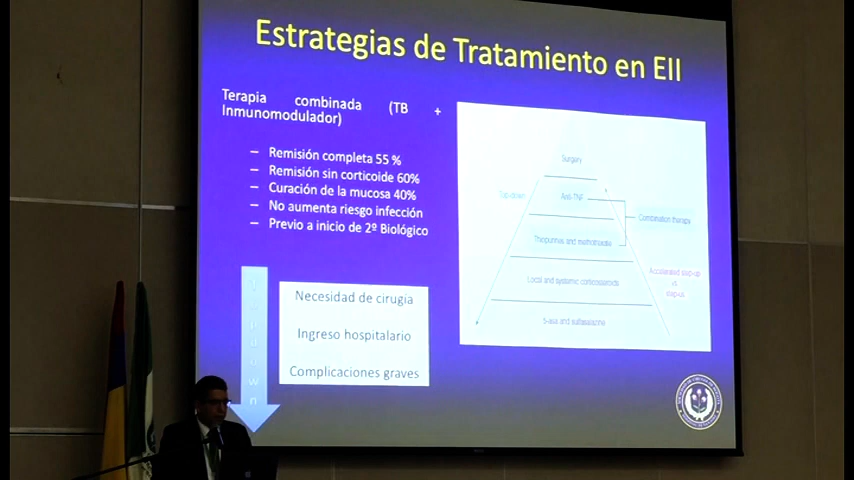 Estrategias de Tratamiento en EII
Terapia combinada (TB +
Inmunomodulador)
– Remisión completa 55 %
– Remisión sin corticoide 60%
– Curación de la mucosa 40%
– No aumenta riesgo infección
– Previo a inicio de 2º Biológico
Top down
Necesidad de cirugía
Ingreso hospitalario
Complicaciones graves
Surgery
Top-down
Anti-TNF
Combination therapy
Thiopurines and methotrexate
Accelerated step-up
vs
step-up
Local and systemic corticosteroids
5-asa and sulfasalazine